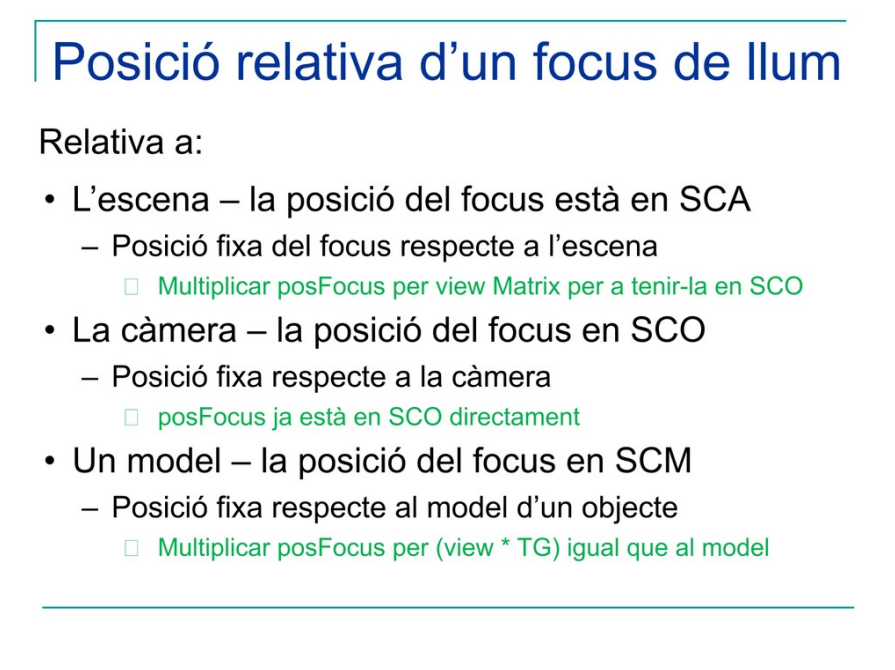 Posició relativa d’un focus de llum
Relativa a:
• L’escena – la posició del focus està en SCA
– Posició fixa del focus respecte a l’escena
□ Multiplicar posFocus per view Matrix per a tenir-la en SCO
• La càmera – la posició del focus en SCO
– Posició fixa respecte a la càmera
□ posFocus ja està en SCO directament
• Un model – la posició del focus en SCM
– Posició fixa respecte al model d’un objecte
□ Multiplicar posFocus per (view * TG) igual que al model